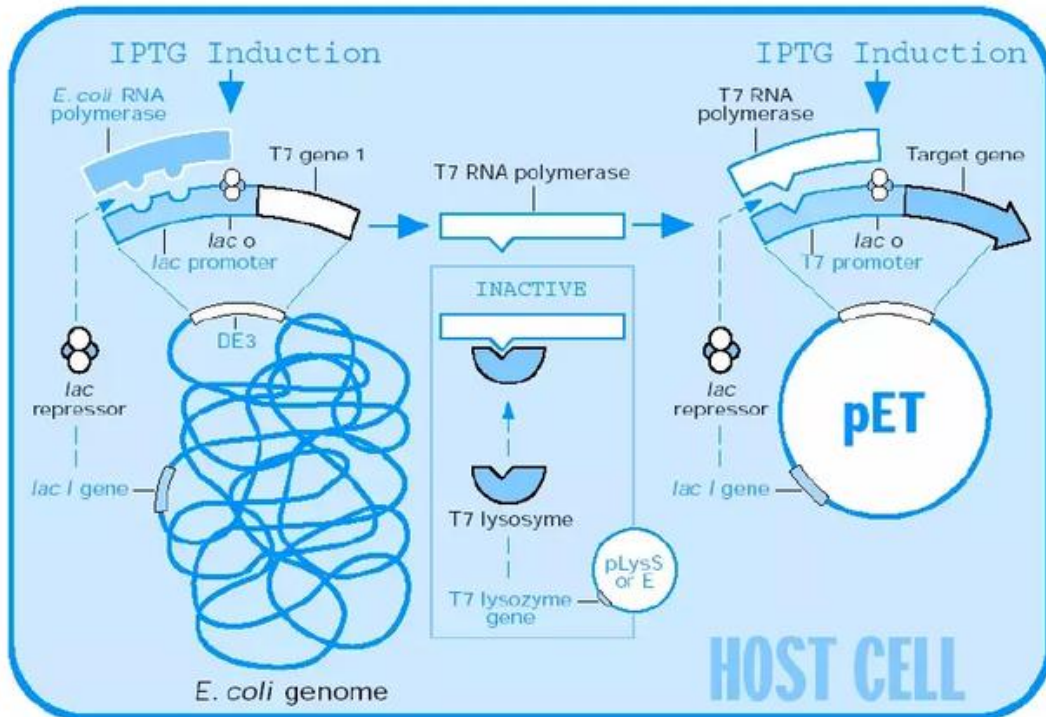 IPTG Induction
E. coli RNA
polymerase
T7 gene 1
lac o
lac promoter
DE3
lac
repressor
lac I gene
E. coli genome
T7 RNA polymerase
INACTIVE
T7 lysosyme
T7 lysozyme
gene
pLysS
or E
IPTG Induction
T7 RNA
polymerase
Target gene
lac o
T7 promoter
lac
repressor
lac I gene
pET
HOST CELL